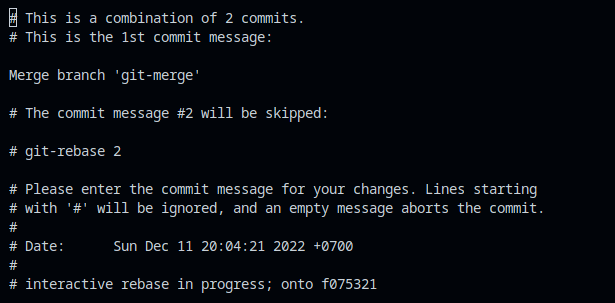 # This is a combination of 2 commits.
# This is the 1st commit message:
Merge branch 'git-merge'
# The commit message #2 will be skipped:
# git-rebase 2
# Please enter the commit message for your changes. Lines starting
# with '#' will be ignored, and an empty message aborts the commit.
#
# Date:      Sun Dec 11 20:04:21 2022 +0700
#
# interactive rebase in progress; onto f075321